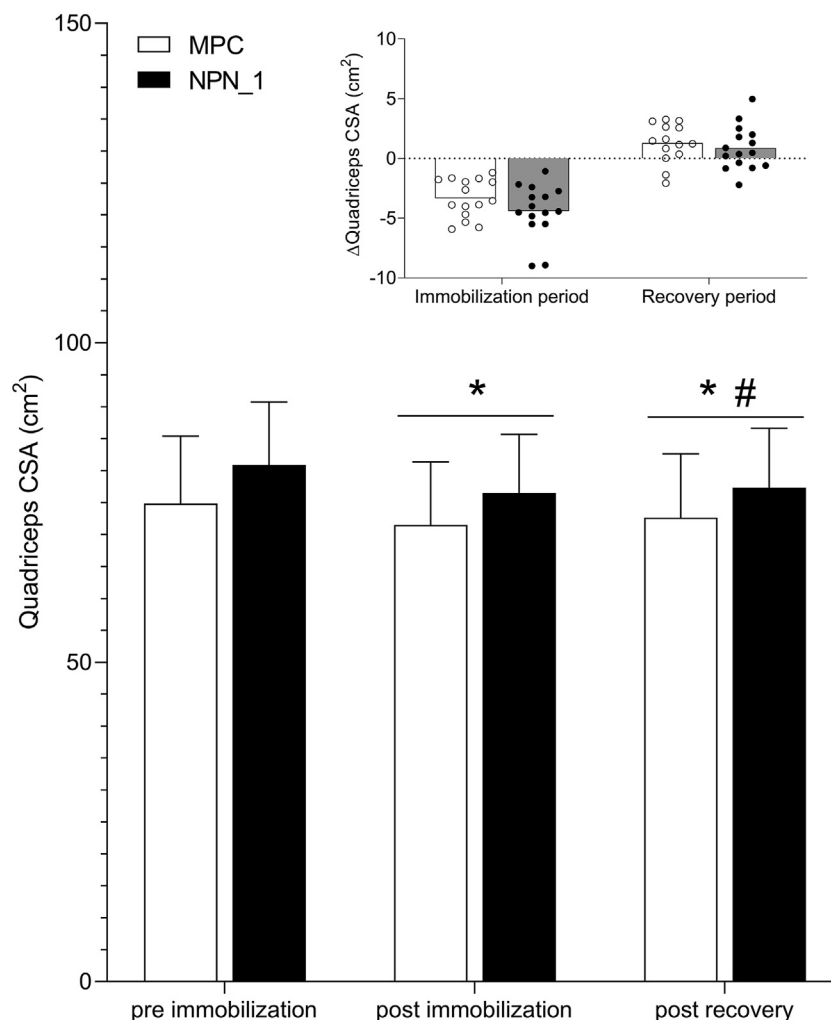 150
MPC
NPN_1
10
5
0
-5
-10
ΔQuadriceps CSA (cm²)
Immobilization period
Recovery period
100
* 
* #
Quadriceps CSA (cm²)
50
0
pre immobilization
post immobilization
post recovery